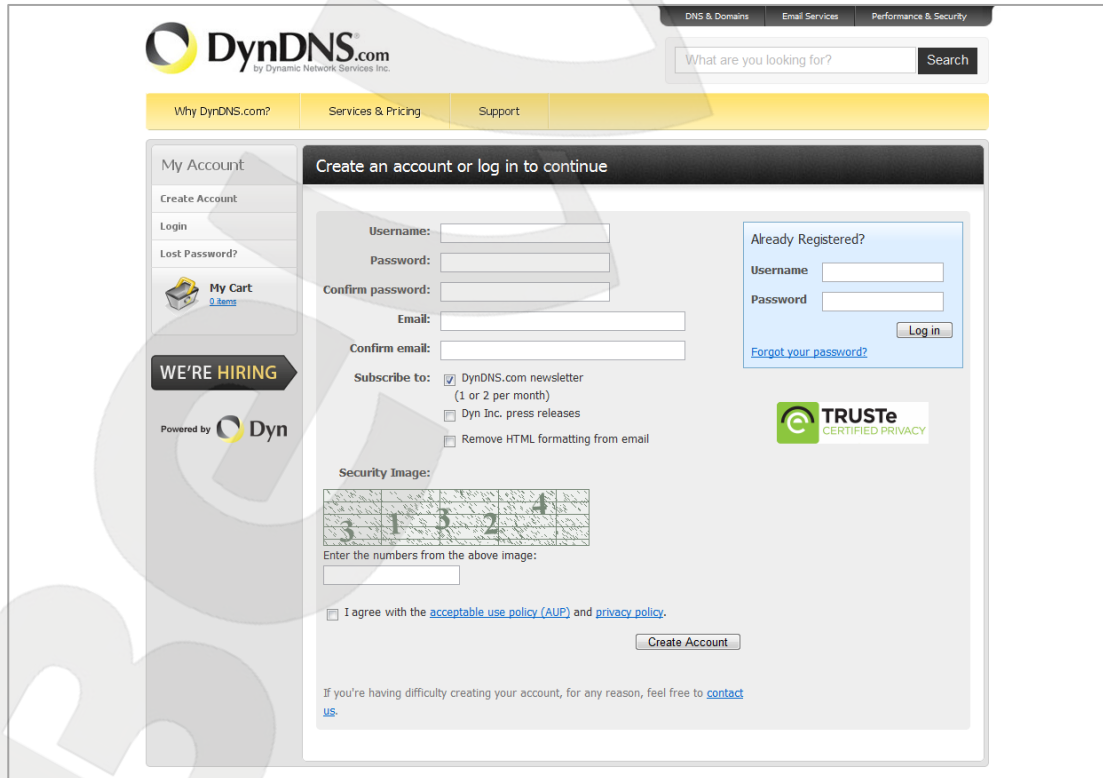 DNS & Domains
Email Services
Performance & Security
DynDNS.com
by Dynamic Network Services Inc.
What are you looking for?
Search
Why DynDNS.com?
Services & Pricing
Support
My Account
Create Account
Login
Lost Password?
My Cart
0 items
WE'RE HIRING
Powered by Dyn
Create an account or log in to continue
Username:
Password:
Confirm password:
Email:
Confirm email:
Subscribe to:
DynDNS.com newsletter
(1 or 2 per month)
Dyn Inc. press releases
Remove HTML formatting from email
Security Image:
3 1 3 2 4
Enter the numbers from the above image:
I agree with the acceptable use policy (AUP) and privacy policy.
Create Account
If you're having difficulty creating your account, for any reason, feel free to contact
us.
Already Registered?
Username
Password
Log in
Forgot your password?
TRUSTe
CERTIFIED PRIVACY